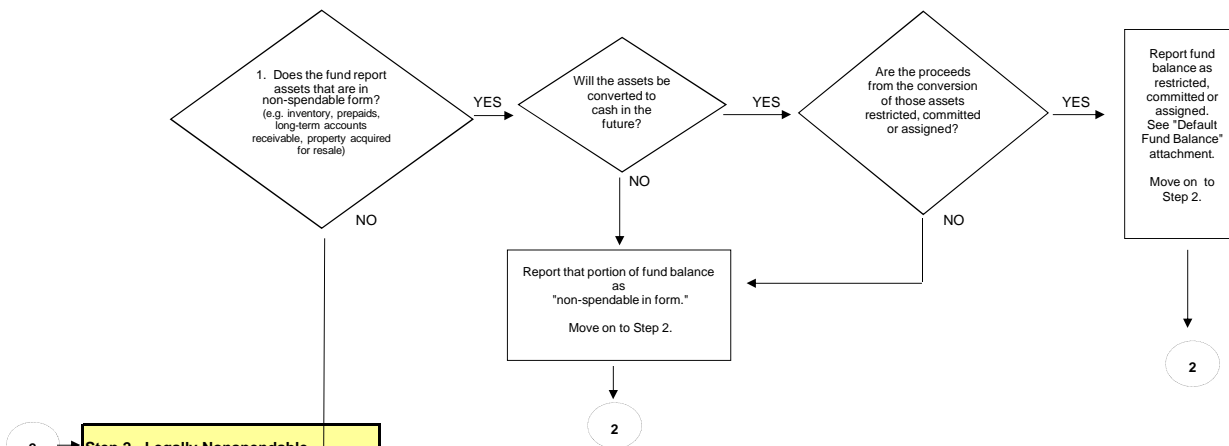 1. Does the fund report
assets that are in
non-spendable form?
(e.g. inventory, prepaids,
long-term accounts
receivable, property acquired
for resale)
YES
NO
Will the assets be
converted to
cash in the
future?
YES
NO
Are the proceeds
from the conversion
of those assets
restricted, committed
or assigned?
YES
NO
Report fund
balance as
restricted,
committed or
assigned.
See "Default
Fund Balance"
attachment.
Move on to
Step 2.
Report that portion of fund balance
as
"non-spendable in form."
Move on to Step 2.
2
2
Step 2 - Legally Nonspendable